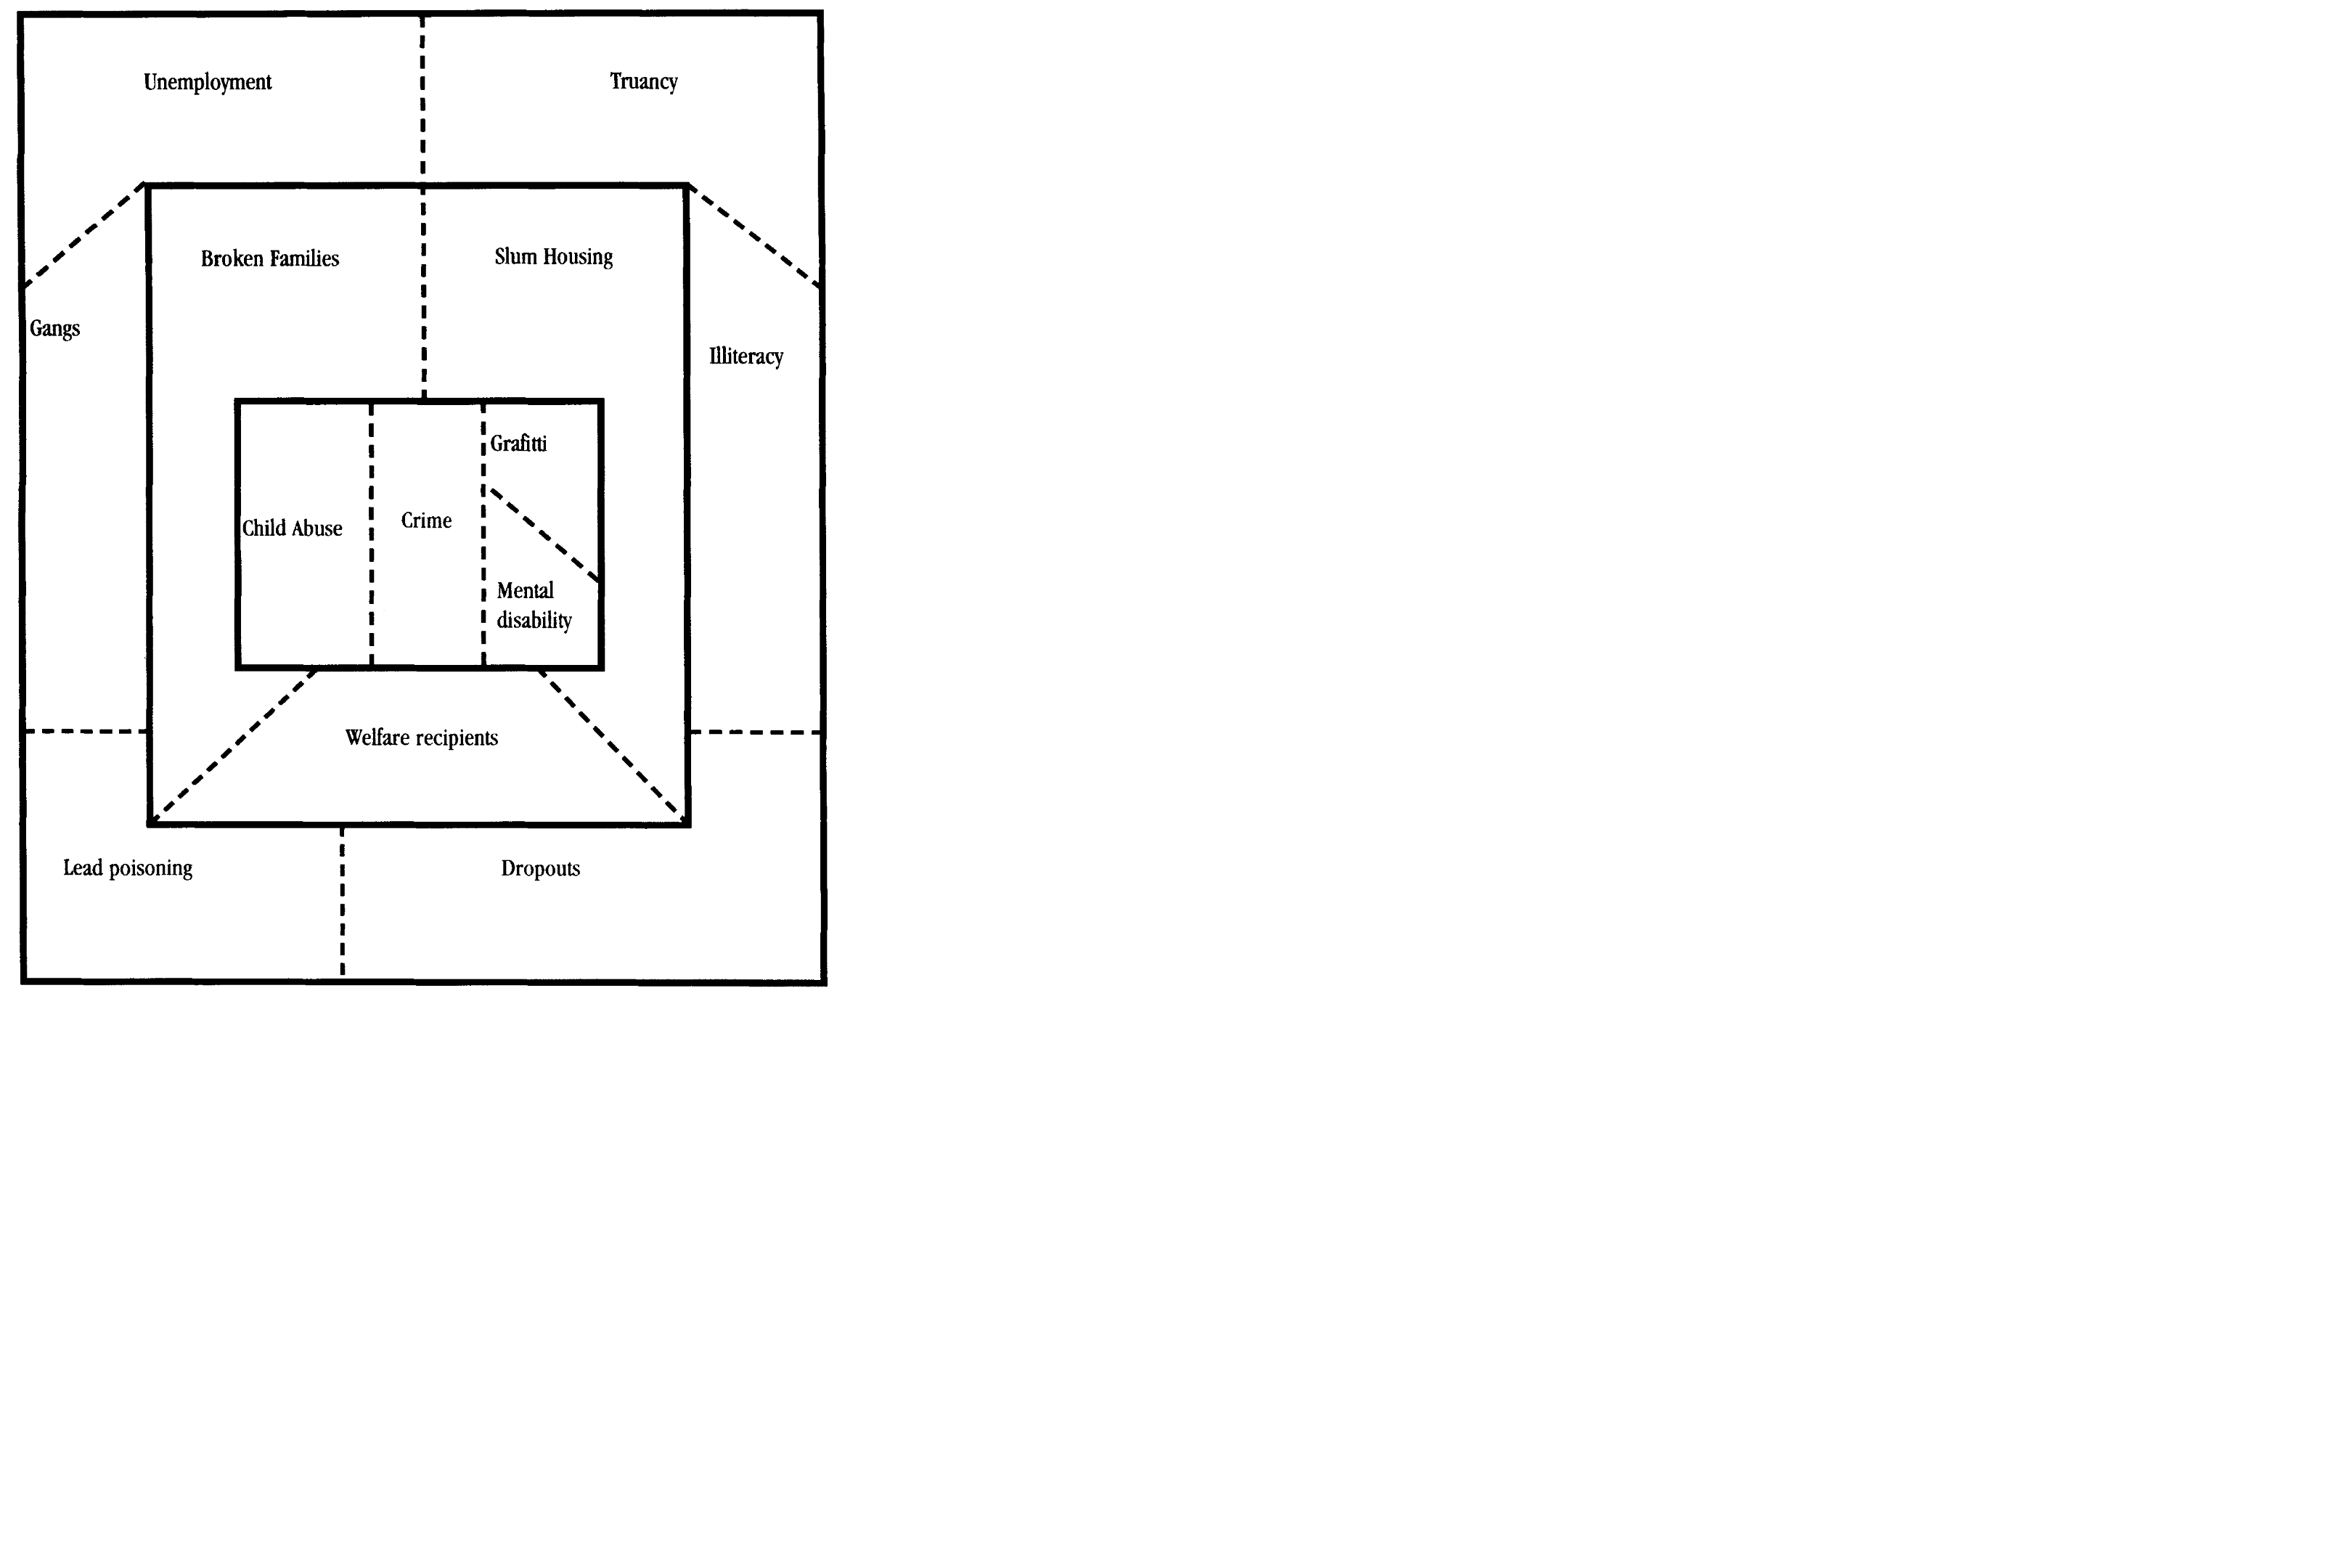 Unemployment
Truancy
Broken Families
Slum Housing
Gangs
Illiteracy
Grafitti
Child Abuse
Crime
Mental
disability
Welfare recipients
Lead poisoning
Dropouts